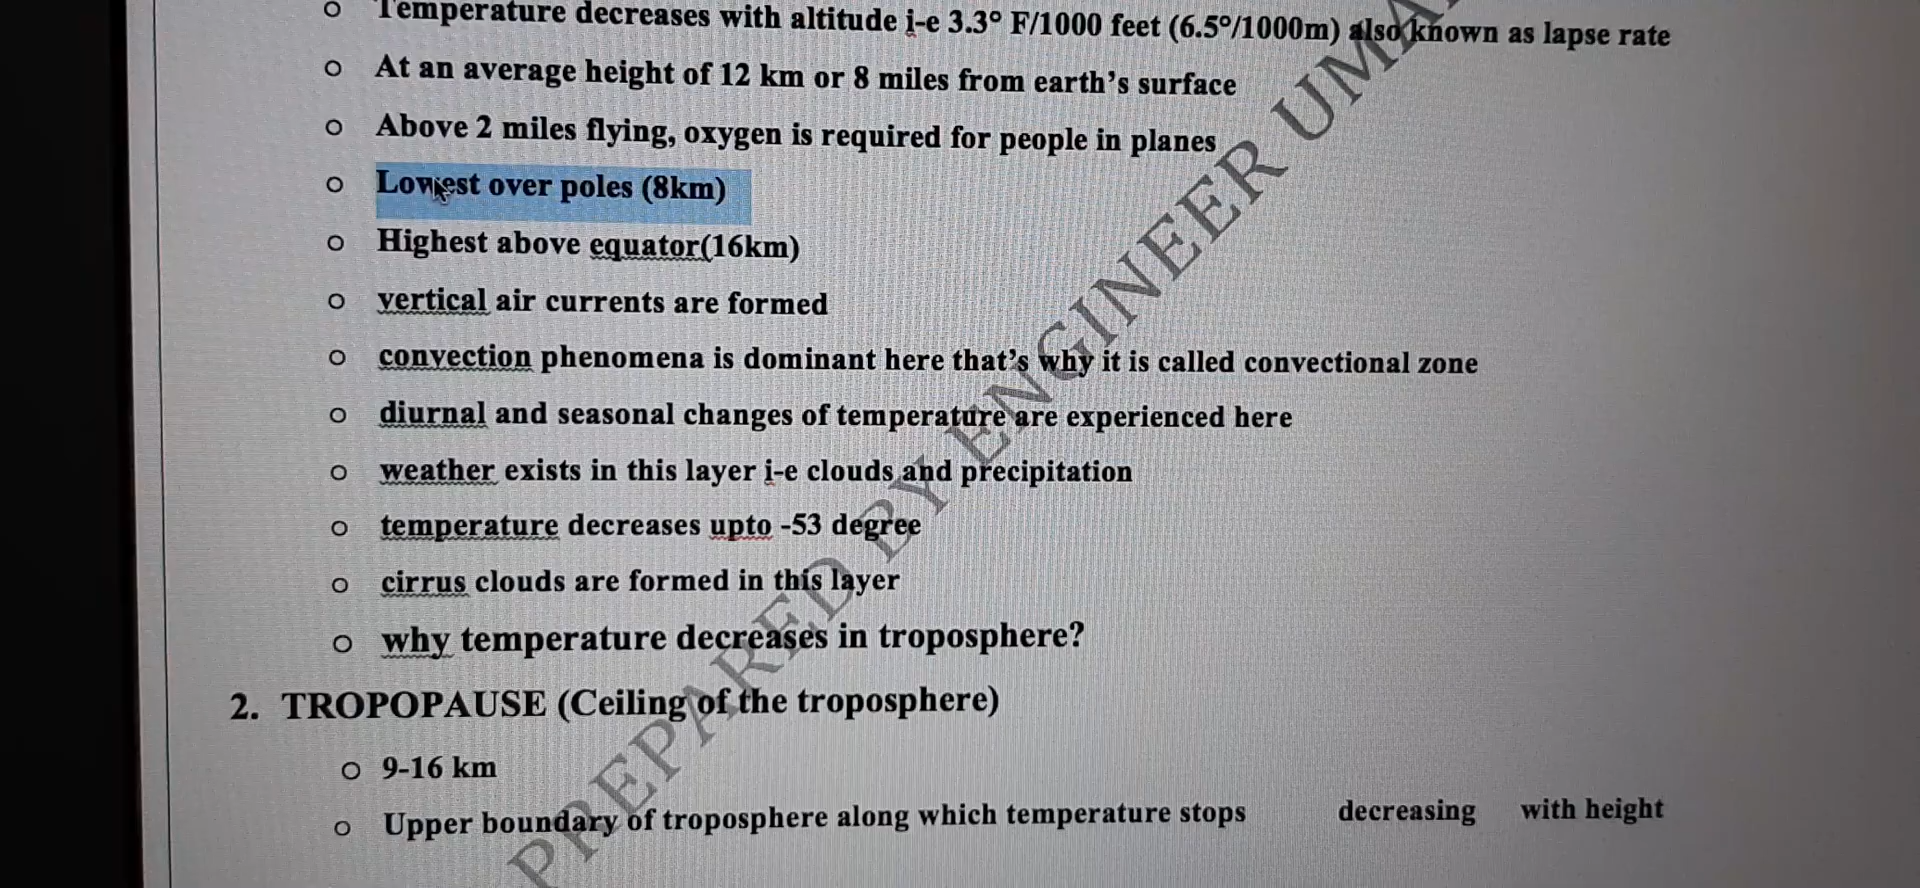 Temperature decreases with altitude i-e 3.3° F/1000 feet (6.5°/1000m) also known as lapse rate
At an average height of 12 km or 8 miles from earth's surface
Above 2 miles flying, oxygen is required for people in planes
Lowest over poles (8km)
Highest above equator(16km)
vertical air currents are formed
convection phenomena is dominant here that's why it is called convectional zone
diurnal and seasonal changes of temperature are experienced here
weather exists in this layer i-e clouds and precipitation
temperature decreases upto -53 degree
cirrus clouds are formed in this layer
why temperature decreases in troposphere?
2. TROPOPAUSE (Ceiling of the troposphere)
9-16 km
Upper boundary of troposphere along which temperature stops decreasing with height
PREPARED BY ENGINEER